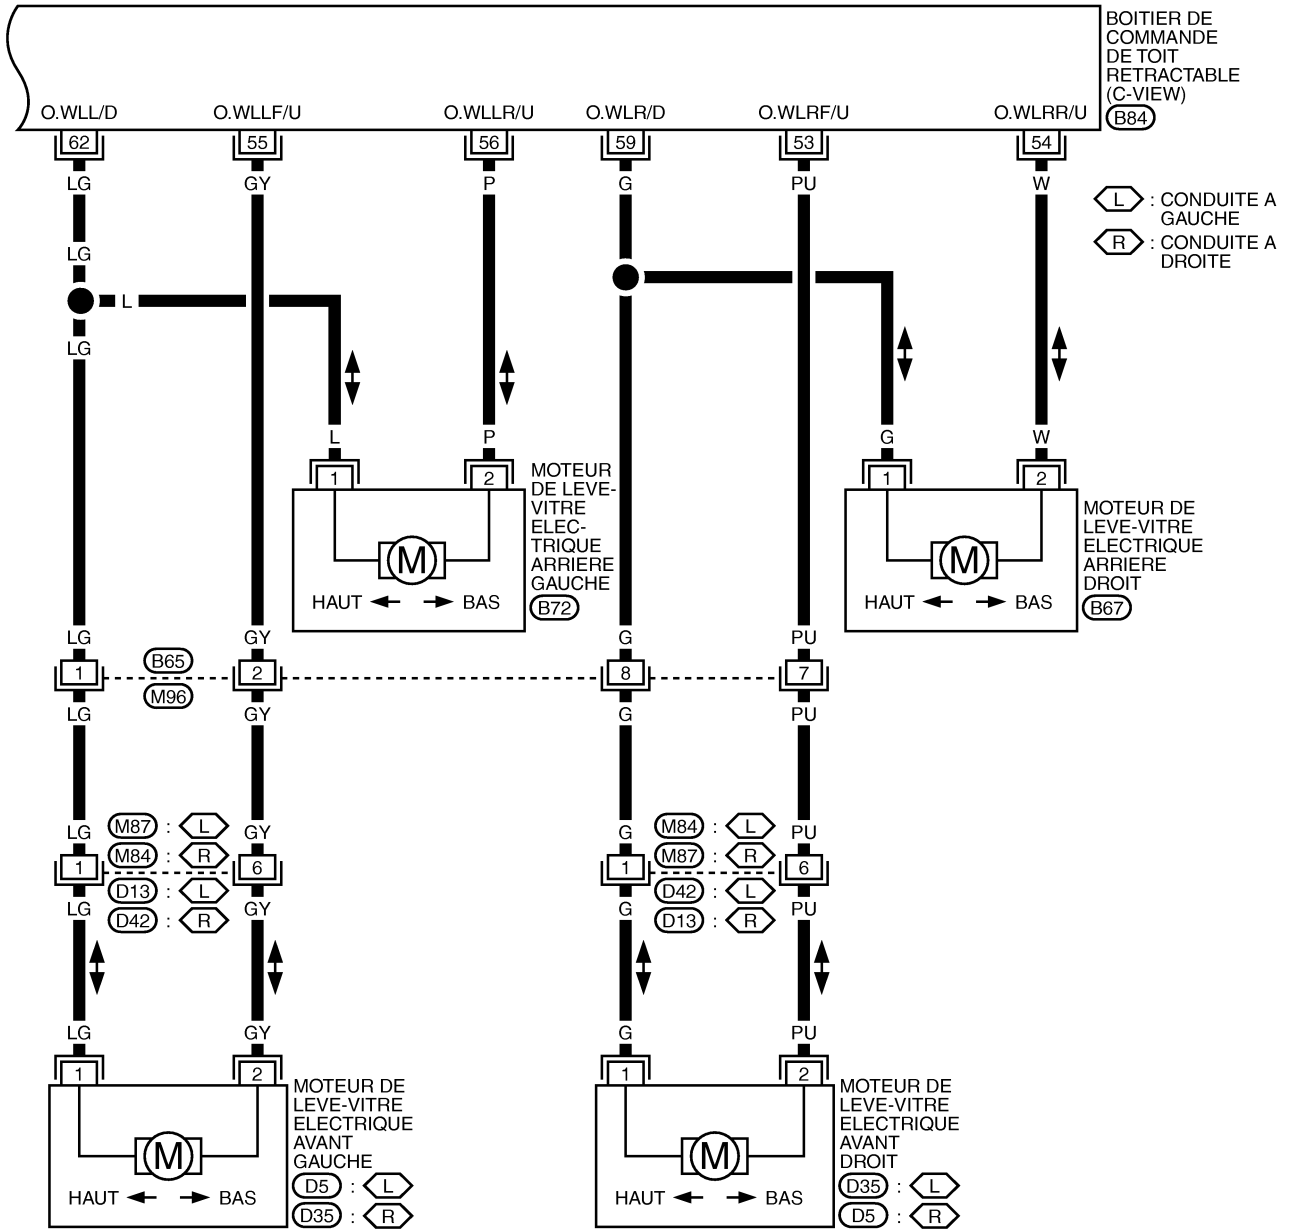 BOITIER DE
COMMANDE
DE TOIT
RETRACTABLE
(C-VIEW)
B84
O.WLL/D
O.WLLF/U
O.WLLR/U
O.WLR/D
O.WLRF/U
O.WLRR/U
62
55
56
59
53
54
LG
GY
P
G
PU
W
L : CONDUITE A
GAUCHE
R : CONDUITE A
DROITE
LG
L
LG
L
P
G
W
1
2
1
2
MOTEUR
DE LEVE-
VITRE
ELEC-
TRIQUE
ARRIERE
GAUCHE
B72
M
HAUT
BAS
MOTEUR DE
LEVE-VITRE
ELECTRIQUE
ARRIERE
DROIT
B67
M
HAUT
BAS
LG
GY
G
PU
1
B65
M96
2
8
7
LG
GY
G
PU
LG
GY
G
PU
M87 : L
M84 : R
D13 : L
D42 : R
1
6
M84 : L
M87 : R
D42 : L
D13 : R
1
6
LG
GY
G
PU
LG
GY
G
PU
1
2
1
2
MOTEUR DE
LEVE-VITRE
ELECTRIQUE
AVANT
GAUCHE
D5 : L
D35 : R
M
HAUT
BAS
MOTEUR DE
LEVE-VITRE
ELECTRIQUE
AVANT
DROIT
D35 : L
D5 : R
M
HAUT
BAS